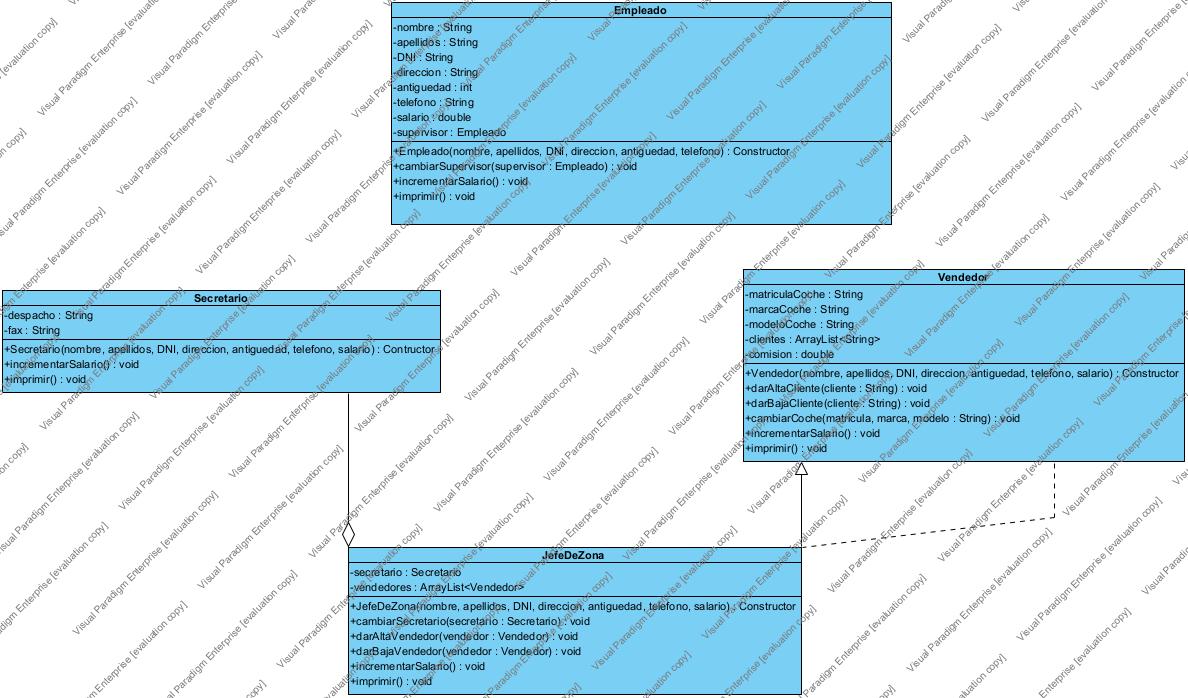 Empleado
-nombre : String
-apellidos : String
-DNI : String
-direccion : String
-antiguedad : int
-telefono : String
-salario : double
-supervisor : Empleado
+Empleado(nombre, apellidos, DNI, direccion, antiguedad, telefono) : Constructor
+cambiarSupervisor(supervisor : Empleado) : void
+incrementarSalario() : void
+imprimir() : void
Secretario
-despacho : String
-fax : String
+Secretario(nombre, apellidos, DNI, direccion, antiguedad, telefono, salario) : Contructor
+incrementarSalario() : void
+imprimir() : void
Vendedor
-matriculaCoche : String
-marcaCoche : String
-modeloCoche : String
-clientes : ArrayList<String>
-comision : double
+Vendedor(nombre, apellidos, DNI, direccion, antiguedad, telefono, salario) : Constructor
+darAltaCliente(cliente : String) : void
+darBajaCliente(cliente : String) : void
+cambiarCoche(matricula, marca, modelo : String) : void
+incrementarSalario() : void
+imprimir() : void
JefeDeZona
-secretario : Secretario
-vendedores : ArrayList<Vendedor>
+JefeDeZona(nombre, apellidos, DNI, direccion, antiguedad, telefono, salario) : Constructor
+cambiarSecretario(secretario : Secretario) : void
+darAltaVendedor(vendedor : Vendedor) : void
+darBajaVendedor(vendedor : Vendedor) : void
+incrementarSalario() : void
+imprimir() : void
Visual Paradigm Enterprise [evaluation copy]